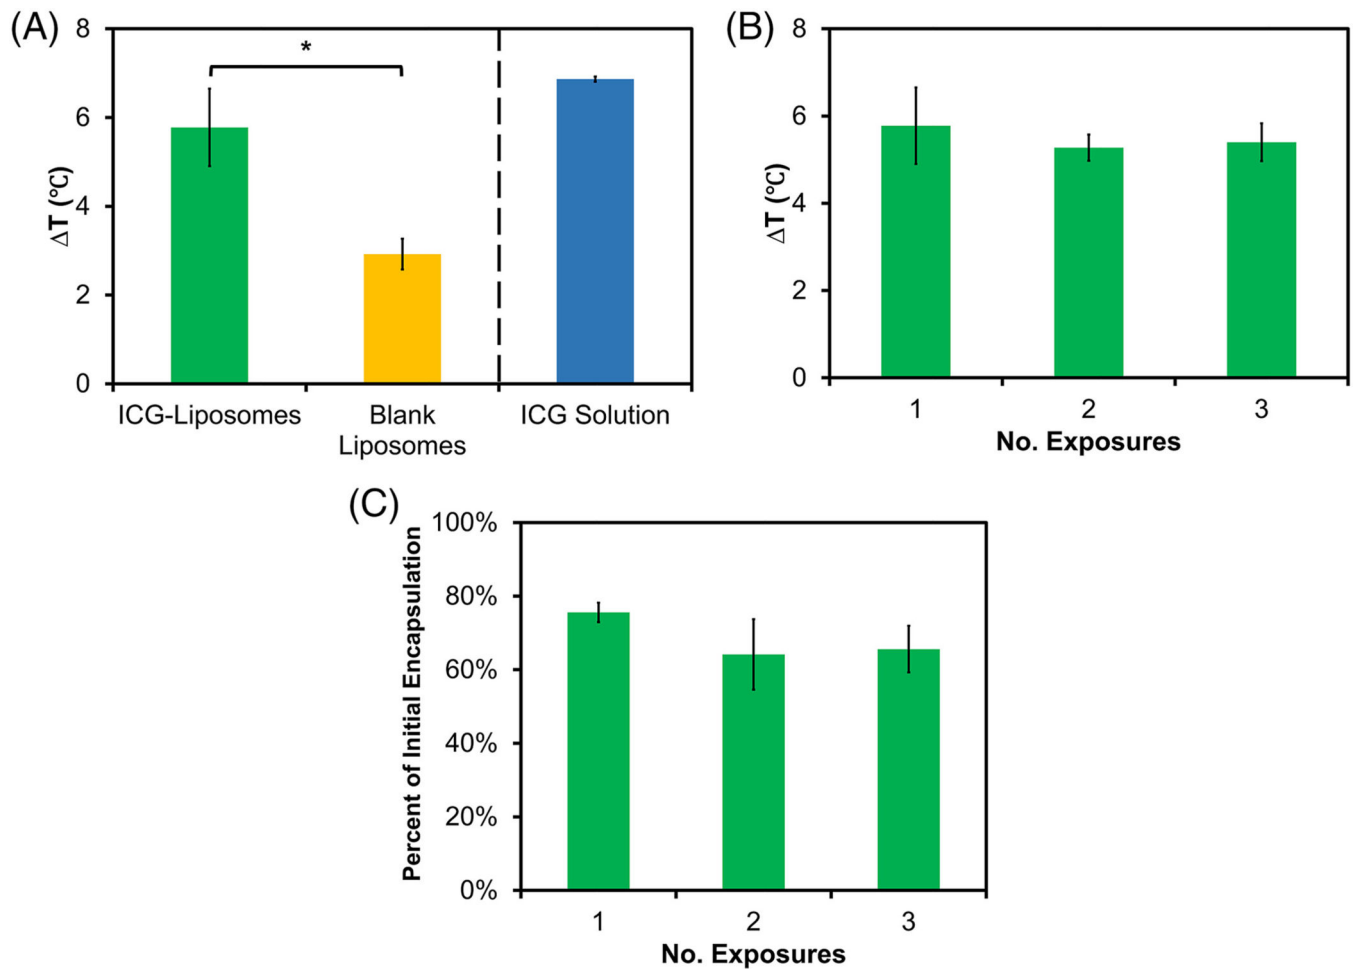 (A)
8
6
4
2
0
ΔT (°C)
*
ICG-Liposomes
Blank
Liposomes
ICG Solution
(B)
8
6
4
2
0
ΔT (°C)
1
2
3
No. Exposures
(C)
100%
80%
60%
40%
20%
0%
Percent of Initial Encapsulation
1
2
3
No. Exposures